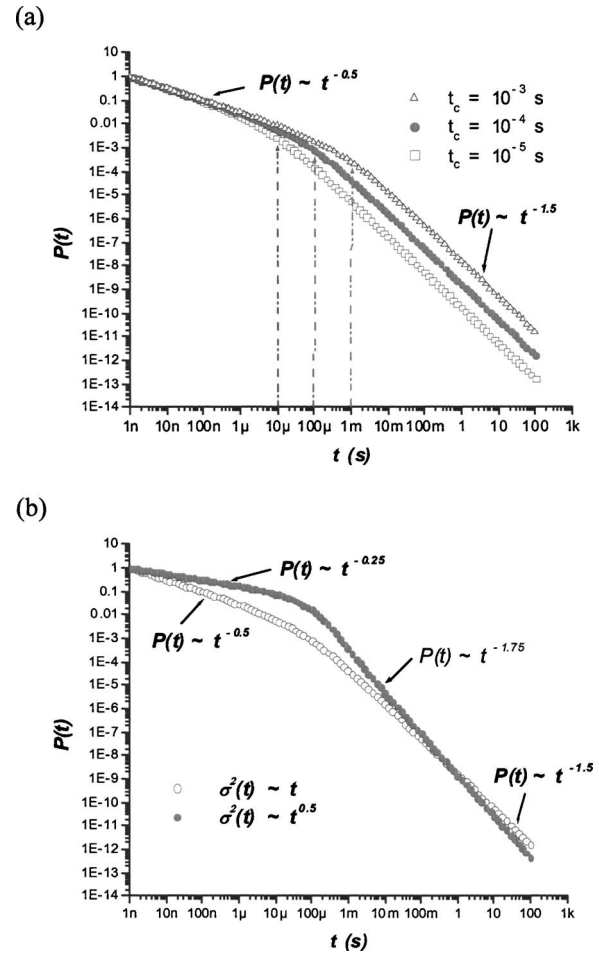 (a)
10
1
0.1
0.01
1E-3
1E-4
1E-5
1E-6
1E-7
1E-8
1E-9
1E-10
1E-11
1E-12
1E-13
1E-14
P(t)
P(t) ~ t^-0.5
△ t_c = 10^-3 s
● t_c = 10^-4 s
□ t_c = 10^-5 s
P(t) ~ t^-1.5
1n 10n 100n 1µ 10µ 100µ 1m 10m 100m 1 10 100 1k
t (s)
(b)
10
1
0.1
0.01
1E-3
1E-4
1E-5
1E-6
1E-7
1E-8
1E-9
1E-10
1E-11
1E-12
1E-13
1E-14
P(t)
P(t) ~ t^-0.25
P(t) ~ t^-0.5
P(t) ~ t^-1.75
P(t) ~ t^-1.5
○ σ²(t) ~ t
● σ²(t) ~ t^0.5
1n 10n 100n 1µ 10µ 100µ 1m 10m 100m 1 10 100 1k
t (s)